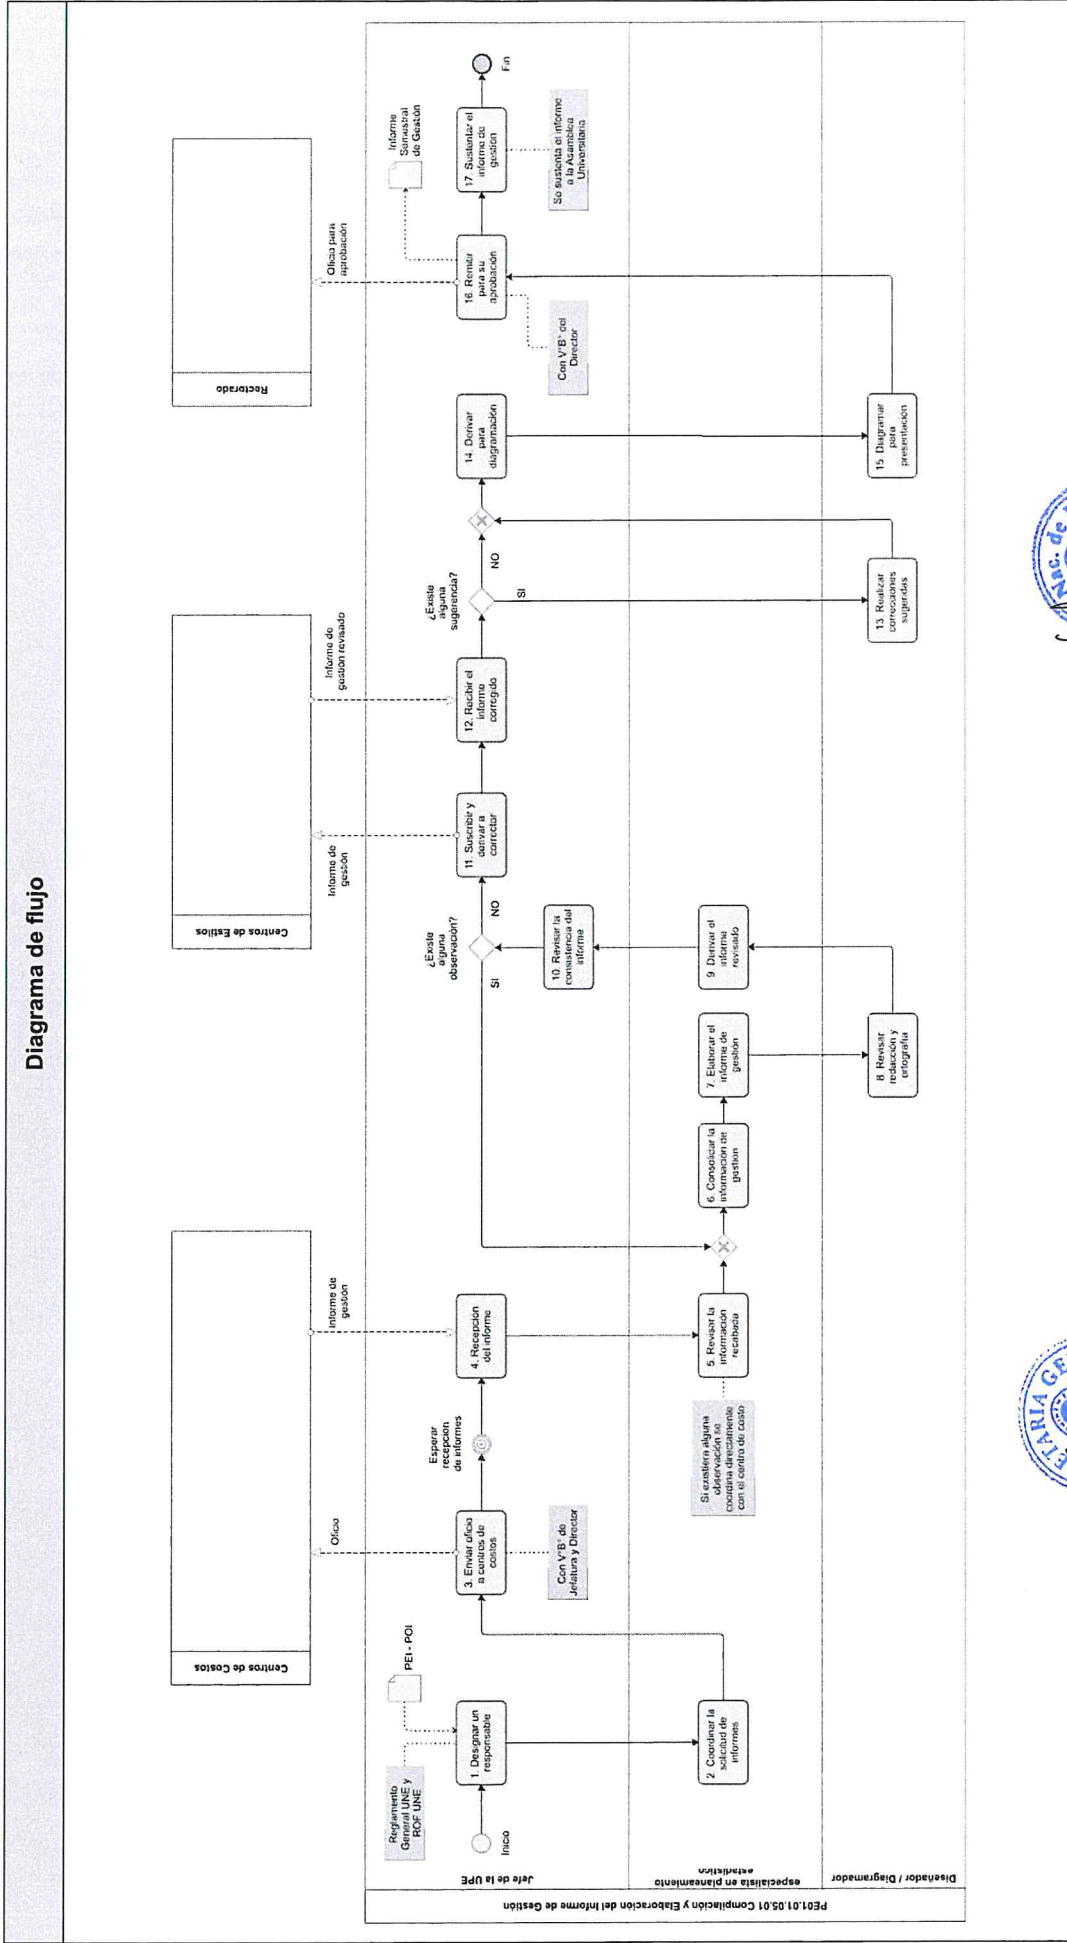 Diagrama de flujo
Centros de Costos
Centros de Estilos
Rectorado
Oficio
Informe de
gestión
Informe de
gestión
Informe de
gestión revisado
Oficio para
aprobación
PE01.01.05.01 Compilación y Elaboración del Informe de Gestión
Jefe de la UPE
Inicio
Reglamento
General UNE y
ROF UNE
PEI - POI
1. Designar un
responsable
3. Enviar oficio
a centros de
costos
Con V°B° de
Jefatura y Director
Esperar
recepción
de informes
4. Recepción
del informe
¿Existe
alguna
observación?
SI
NO
10. Revisar la
consistencia del
informe
11. Suscribir y
derivar a
corrector
12. Recibir el
informe
corregido
¿Existe
alguna
sugerencia?
NO
SI
14. Derivar
para
diagramación
16. Remitir
para su
aprobación
Con V°B° del
Director
Informe
Semestral
de Gestión
17. Sustentar el
informe de
gestión
Se sustenta el informe
a la Asamblea
Universitaria
Fin
especialista en planeamiento
estadístico
2. Coordinar la
solicitud de
informes
Si existiera alguna
observación se
coordina directamente
con el centro de costo
5. Revisar la
información
recabada
6. Consolidar la
información de
gestión
7. Elaborar el
informe de
gestión
9. Derivar el
informe
revisado
Diseñador / Diagramador
8. Revisar
redacción y
ortografía
13. Realizar
correcciones
sugeridas
15. Diagramar
para
presentación
ETARIA GE
Nac. de